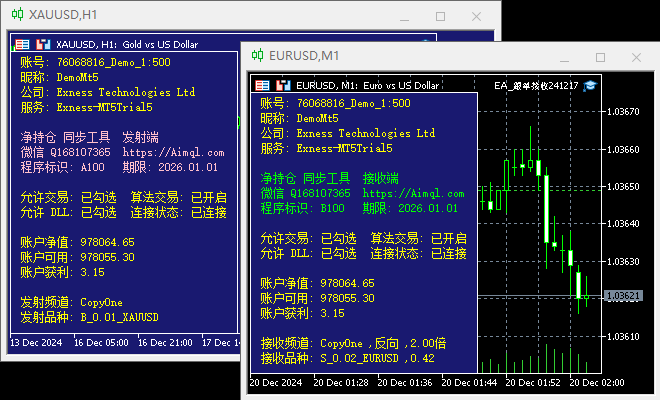 XAUUSD,H1
XAUUSD, H1: Gold vs US Dollar
账号: 76068816_Demo_1:500
昵称: DemoMt5
公司: Exness Technologies Ltd
服务: Exness-MT5Trial5
净持仓 同步工具 发射端
微信 Q168107365 https://Aimql.com
程序标识: A100 期限: 2026.01.01
允许交易: 已勾选 算法交易: 已开启
允许 DLL: 已勾选 连接状态: 已连接
账户净值: 978064.65
账户可用: 978055.30
账户获利: 3.15
发射频道: CopyOne
发射品种: B_0.01_XAUUSD
13 Dec 2024 16 Dec 05:00 16 Dec 21:00 17 Dec 14
EURUSD,M1
EURUSD, M1: Euro vs US Dollar
EA_跟单接收241217
账号: 76068816_Demo_1:500
昵称: DemoMt5
公司: Exness Technologies Ltd
服务: Exness-MT5Trial5
净持仓 同步工具 接收端
微信 Q168107365 https://Aimql.com
程序标识: B100 期限: 2026.01.01
允许交易: 已勾选 算法交易: 已开启
允许 DLL: 已勾选 连接状态: 已连接
账户净值: 978064.65
账户可用: 978055.30
账户获利: 3.15
接收频道: CopyOne ,反向 ,2.00倍
接收品种: S_0.02_EURUSD ,0.42
1.03670
1.03660
1.03650
1.03640
1.03630
1.03621
1.03610
20 Dec 2024 20 Dec 01:28 20 Dec 01:36 20 Dec 01:44 20 Dec 01:52 20 Dec 02:00